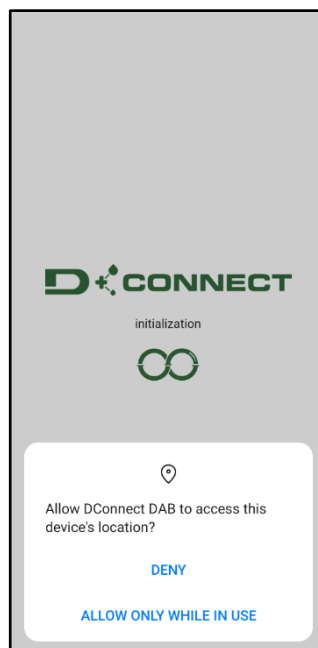 D+CONNECT
initialization
Allow DConnect DAB to access this
device's location?
DENY
ALLOW ONLY WHILE IN USE